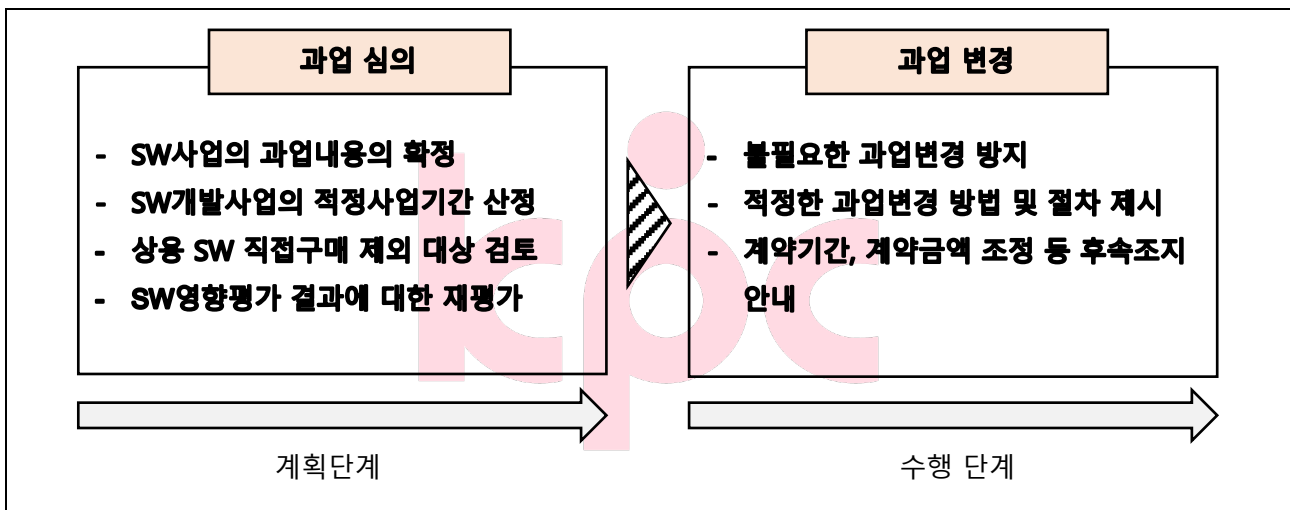 과업 심의
- SW사업의 과업내용의 확정
- SW개발사업의 적정사업기간 산정
- 상용 SW 직접구매 제외 대상 검토
- SW영향평가 결과에 대한 재평가
계획단계
과업 변경
- 불필요한 과업변경 방지
- 적정한 과업변경 방법 및 절차 제시
- 계약기간, 계약금액 조정 등 후속조지
안내
수행 단계
kpc